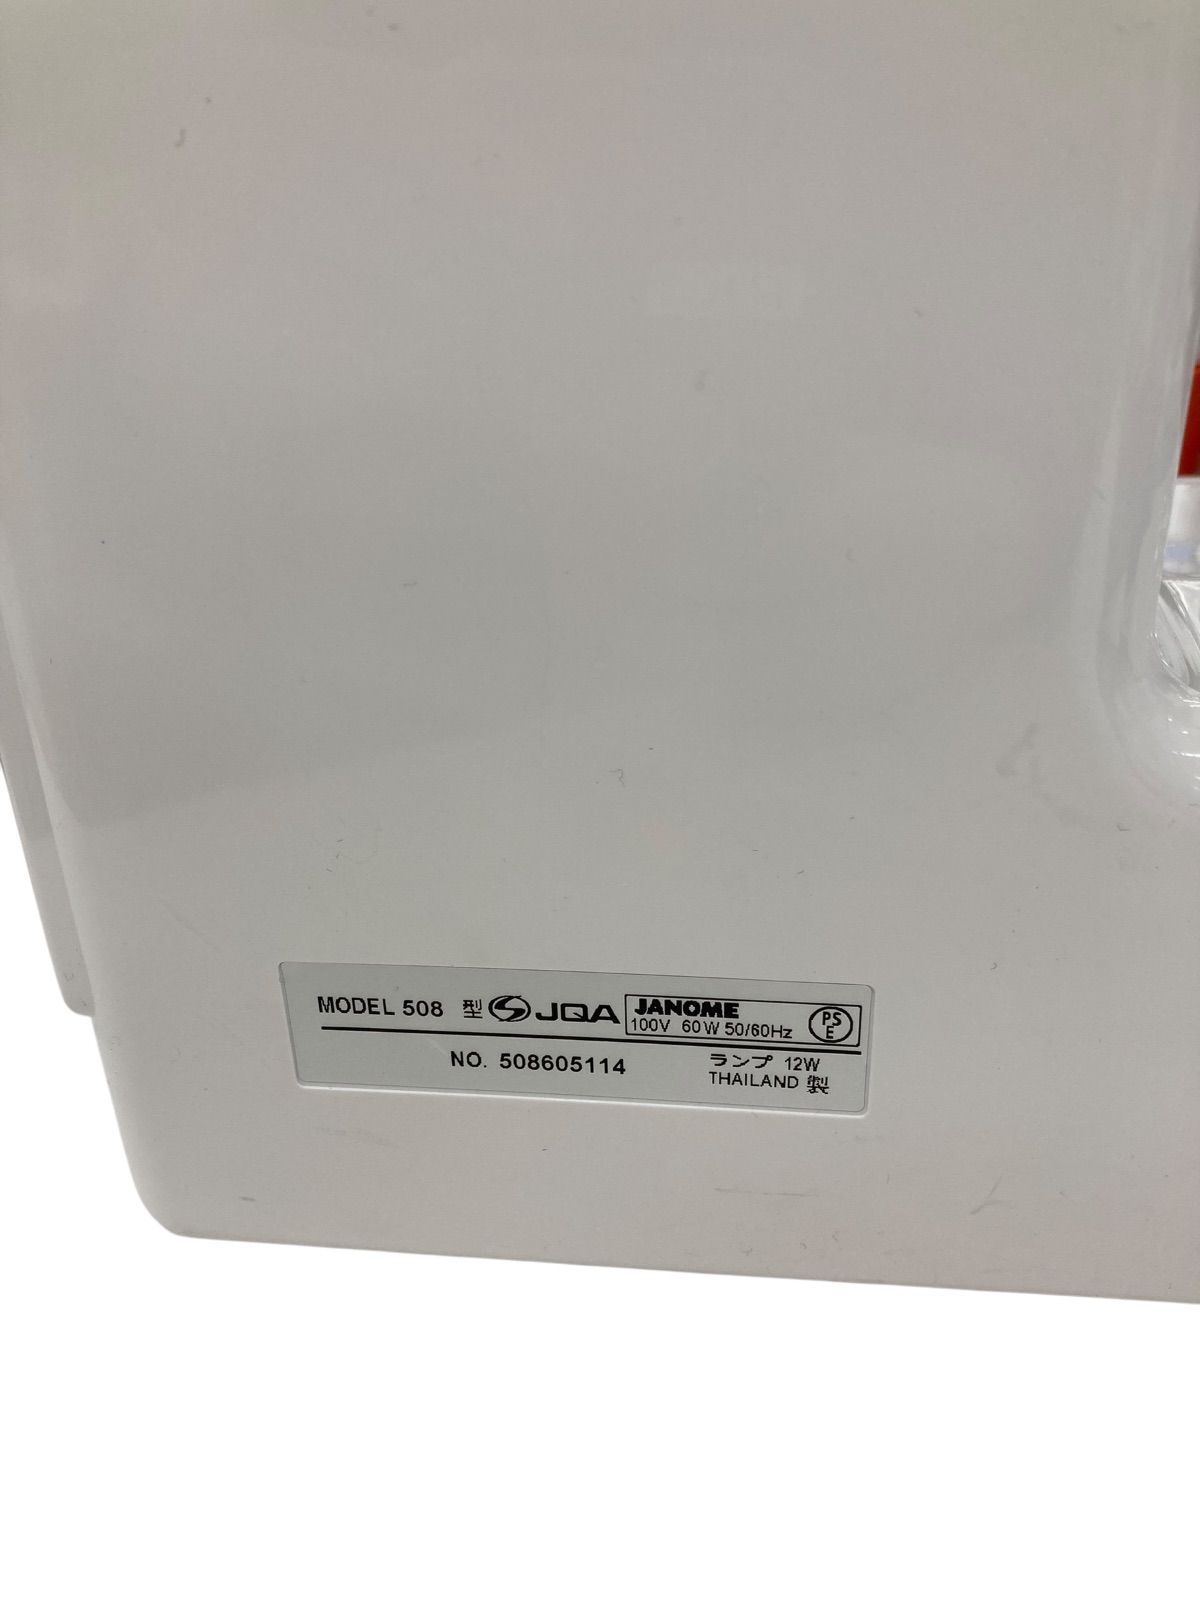 MODEL 508 型 JQA JANOME
100V 60W 50/60Hz PSE
NO. 508605114 ランプ 12W
THAILAND 製